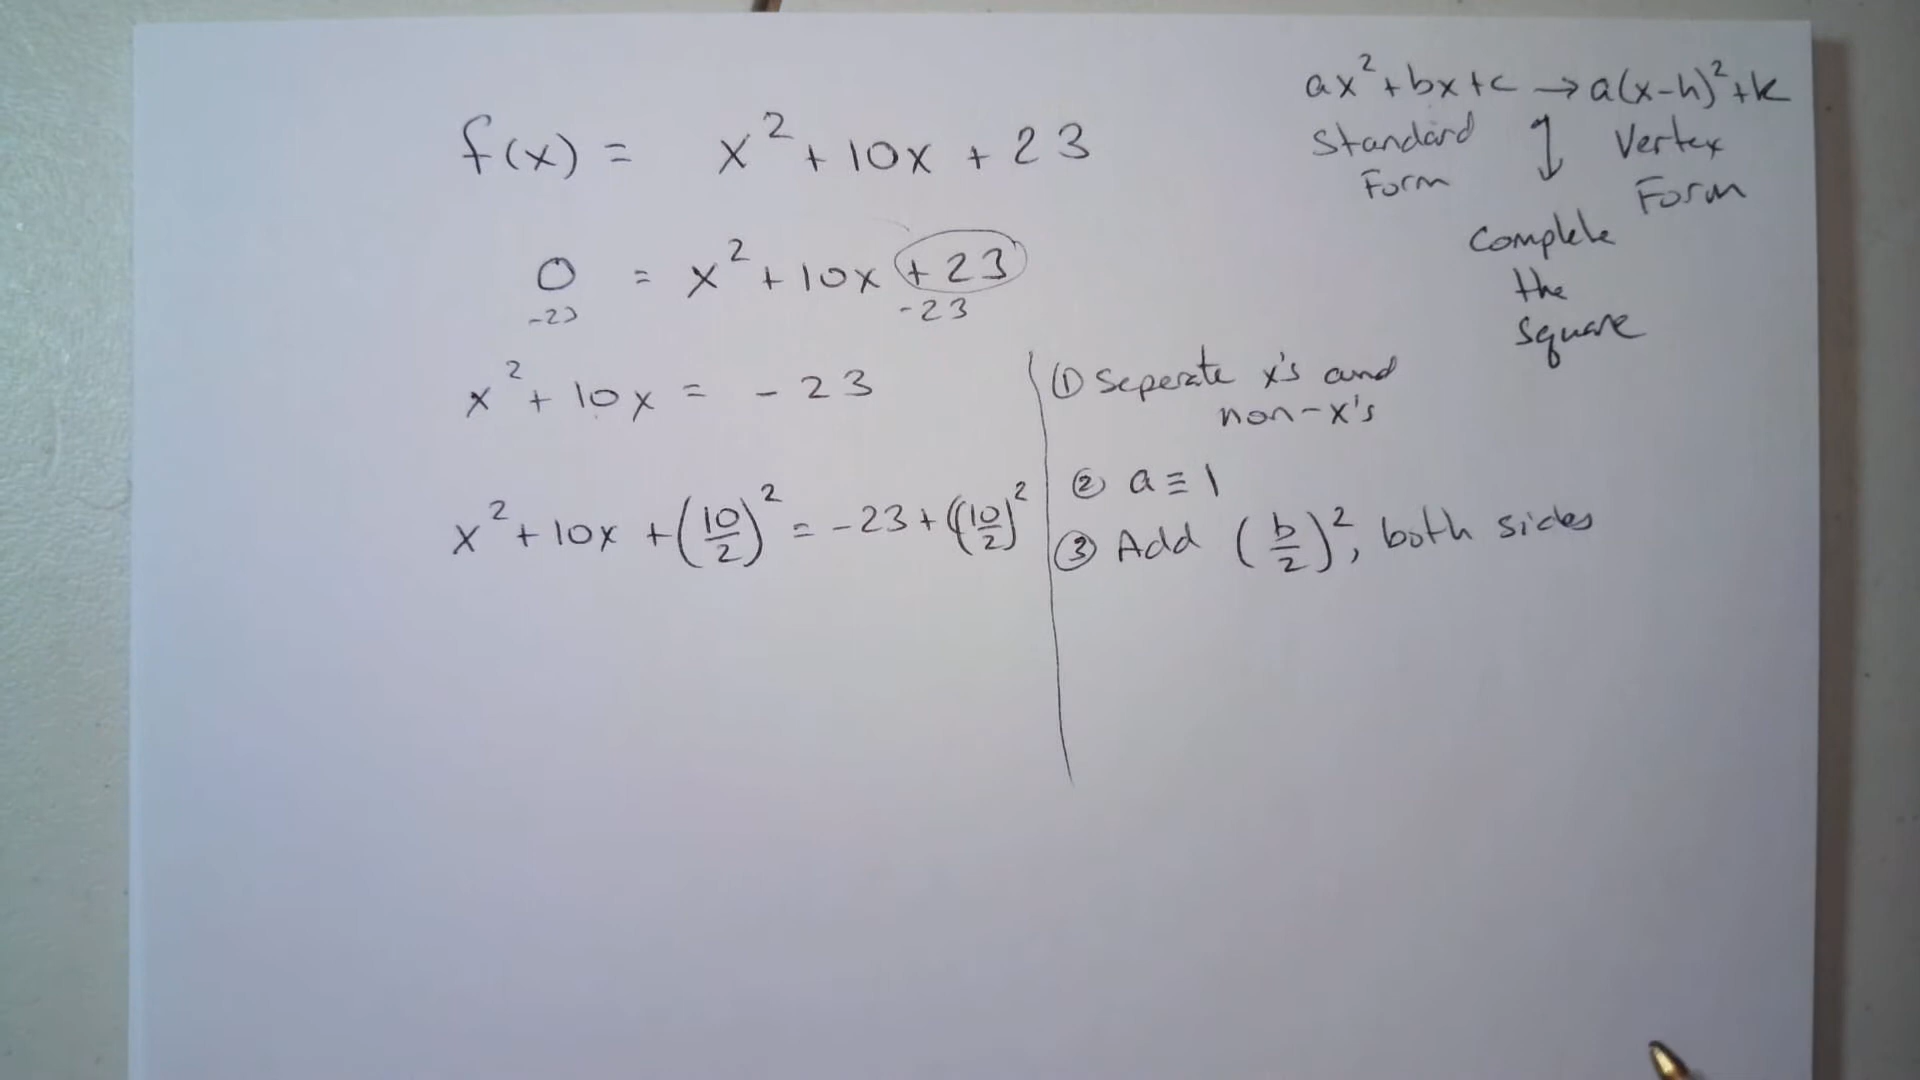 f(x) = x² + 10x + 23
0 = x² + 10x + 23
-23 -23
x² + 10x = - 23
x² + 10x + (10/2)² = -23 + (10/2)²
ax² + bx + c → a(x-h)² + k
Standard Form
↕
Vertex Form
Complete
the
Square
① Seperate x's and
non-x's
② a ≡ 1
③ Add (b/2)², both sides